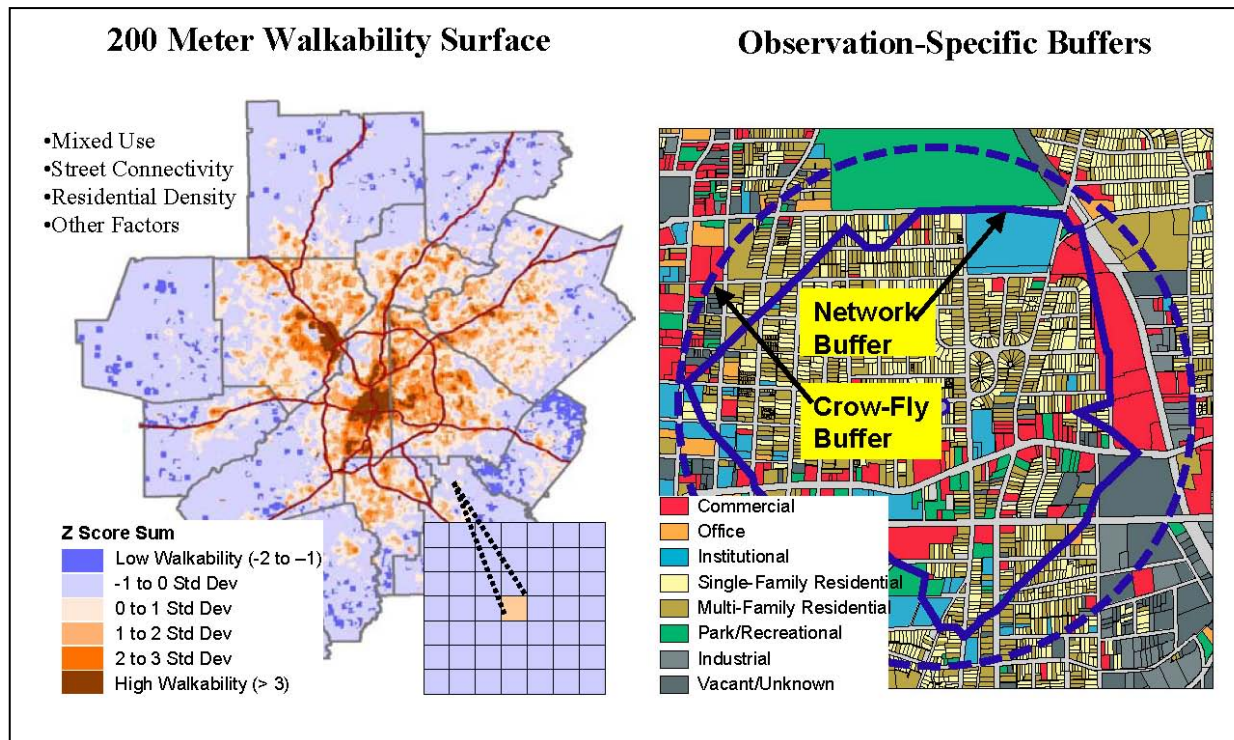 200 Meter Walkability Surface
•Mixed Use
•Street Connectivity
•Residential Density
•Other Factors
Z Score Sum
Low Walkability (-2 to –1)
-1 to 0 Std Dev
0 to 1 Std Dev
1 to 2 Std Dev
2 to 3 Std Dev
High Walkability (> 3)
Observation-Specific Buffers
Network
Buffer
Crow-Fly
Buffer
Commercial
Office
Institutional
Single-Family Residential
Multi-Family Residential
Park/Recreational
Industrial
Vacant/Unknown